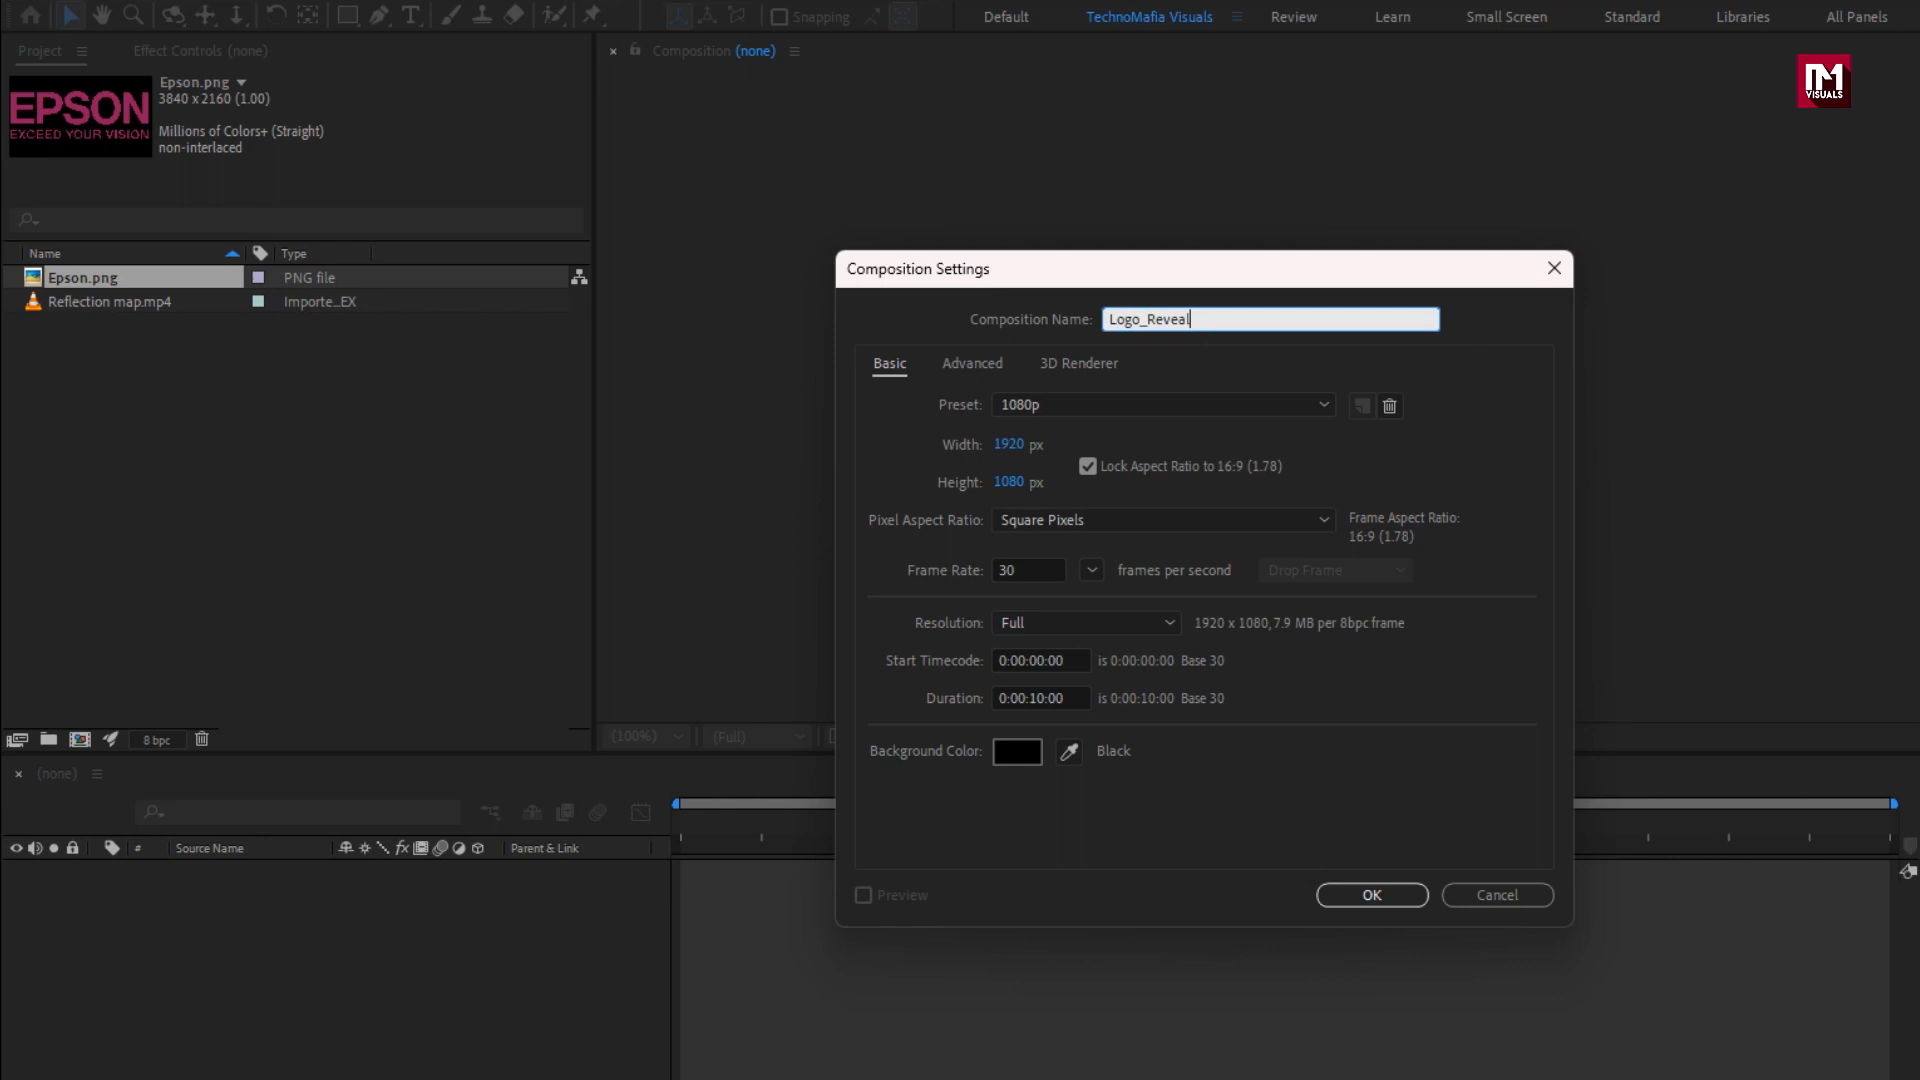 Snapping
Default
TechnoMafia Visuals
Review
Learn
Small Screen
Standard
Libraries
All Panels
Project
Effect Controls (none)
Composition (none)
EPSON
EXCEED YOUR VISION
Epson.png
3840 x 2160 (1.00)
Millions of Colors+ (Straight)
non-interlaced
VISUALS
Name
Type
Epson.png
PNG file
Reflection map.mp4
Importe...EX
Composition Settings
Composition Name: Logo_Reveal
Basic
Advanced
3D Renderer
Preset: 1080p
Width: 1920 px
Lock Aspect Ratio to 16:9 (1.78)
Height: 1080 px
Pixel Aspect Ratio: Square Pixels
Frame Aspect Ratio:
16:9 (1.78)
Frame Rate: 30
frames per second
Drop Frame
Resolution: Full
1920 x 1080, 7.9 MB per 8bpc frame
Start Timecode: 0:00:00:00
is 0:00:00:00 Base 30
Duration: 0:00:10:00
is 0:00:10:00 Base 30
Background Color:
Black
Preview
OK
Cancel
8 bpc
(100%)
(Full)
(none)
#
Source Name
fx
Parent & Link